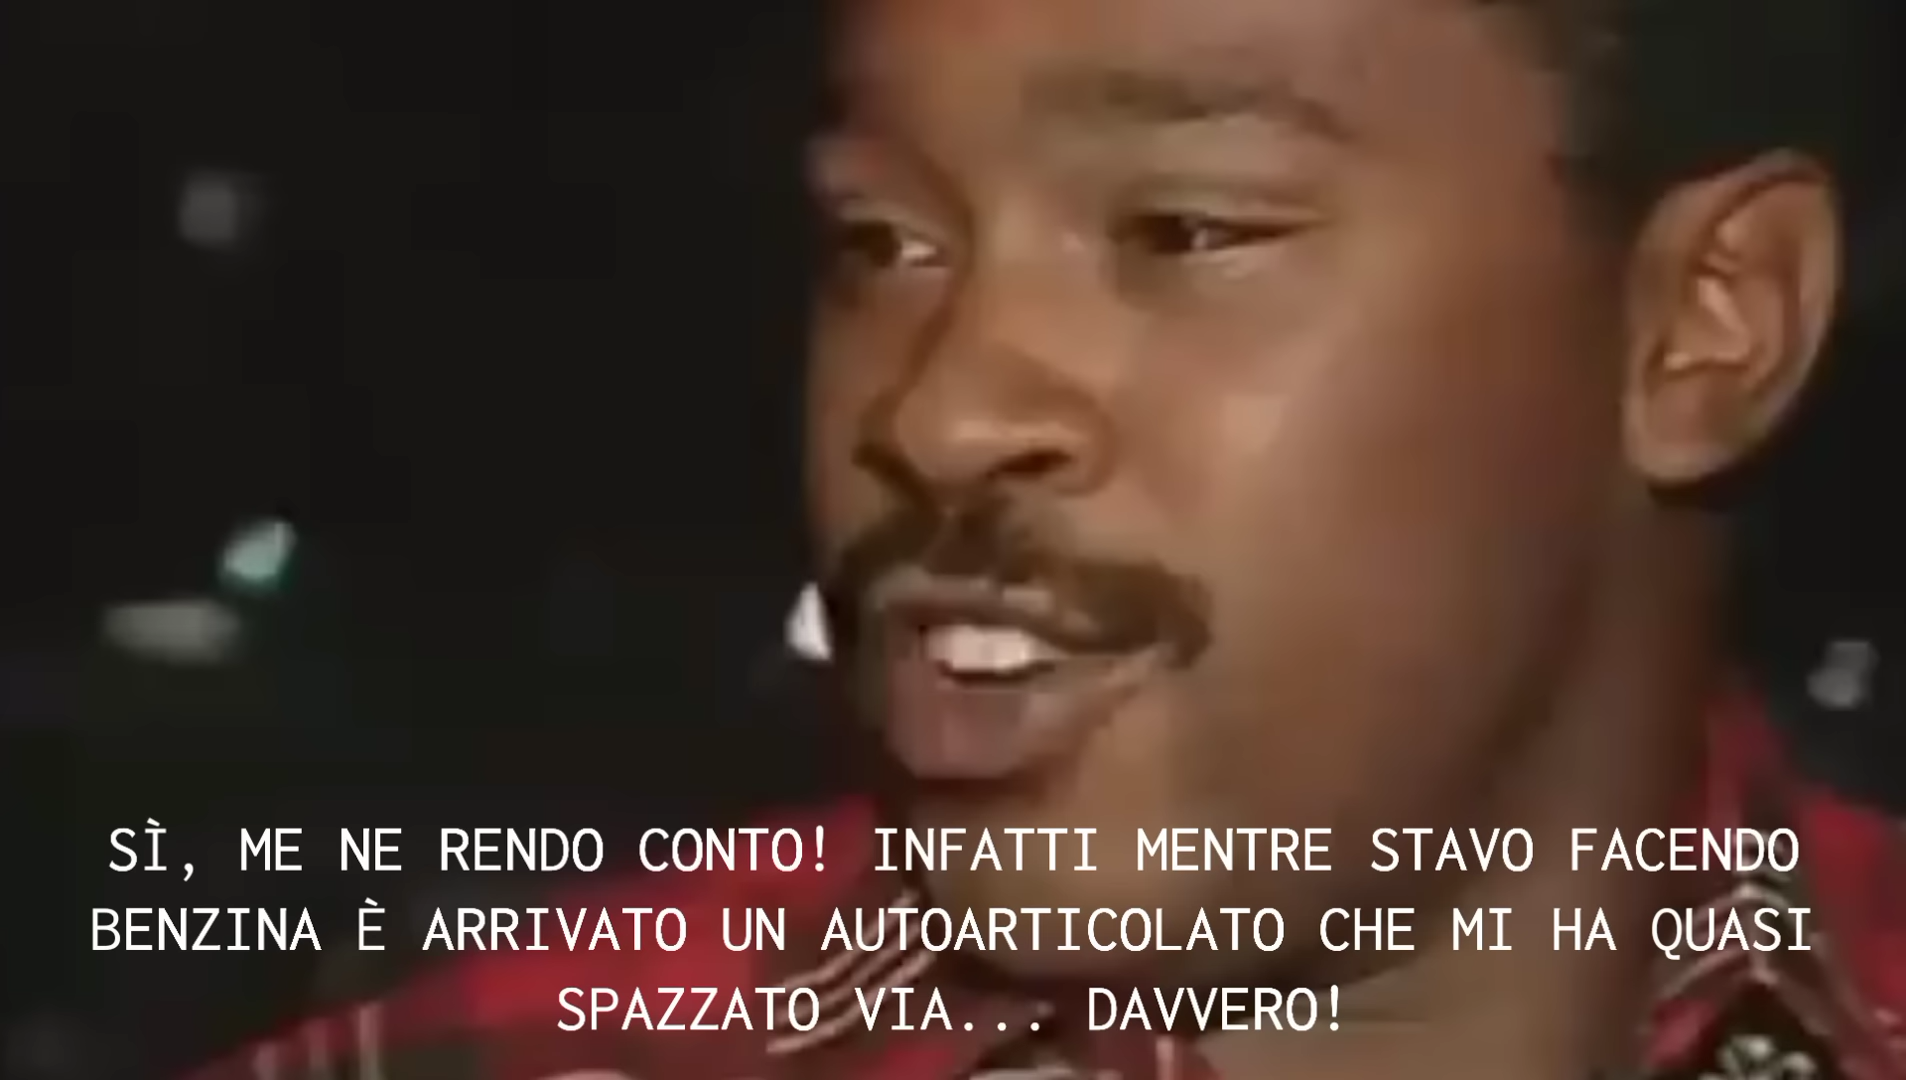 SÌ, ME NE RENDO CONTO! INFATTI MENTRE STAVO FACENDO
BENZINA È ARRIVATO UN AUTOARTICOLATO CHE MI HA QUASI
SPAZZATO VIA... DAVVERO!